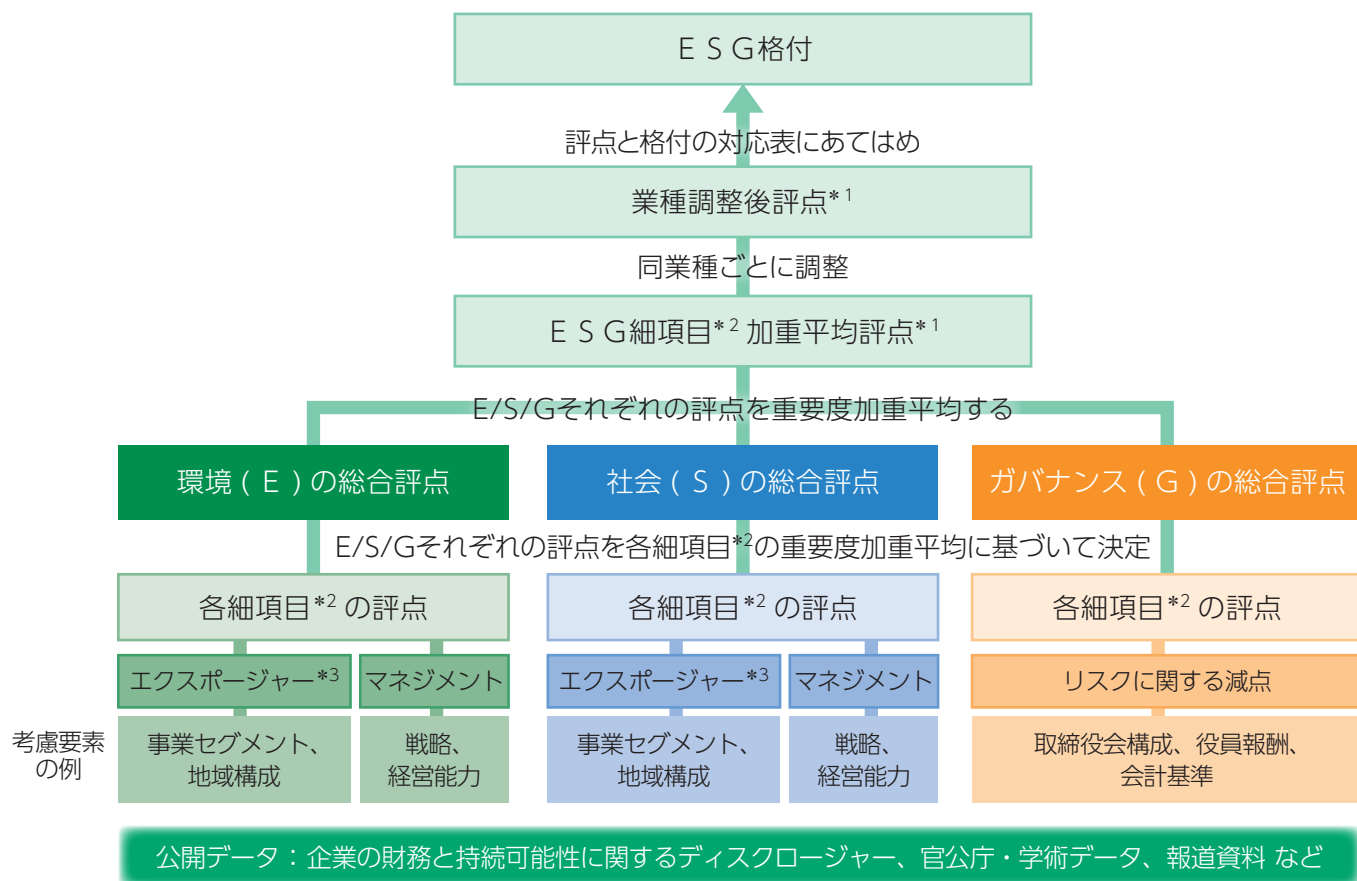 ＥＳＧ格付
評点と格付の対応表にあてはめ
業種調整後評点*1
同業種ごとに調整
ＥＳＧ細項目*2 加重平均評点*1
E/S/Gそれぞれの評点を重要度加重平均する
環境(Ｅ)の総合評点
社会(Ｓ)の総合評点
ガバナンス(Ｇ)の総合評点
E/S/Gそれぞれの評点を各細項目*2の重要度加重平均に基づいて決定
各細項目*2 の評点
各細項目*2 の評点
各細項目*2 の評点
エクスポージャー*3
マネジメント
エクスポージャー*3
マネジメント
リスクに関する減点
考慮要素
の例
事業セグメント、
地域構成
戦略、
経営能力
事業セグメント、
地域構成
戦略、
経営能力
取締役会構成、役員報酬、
会計基準
公開データ：企業の財務と持続可能性に関するディスクロージャー、官公庁・学術データ、報道資料 など